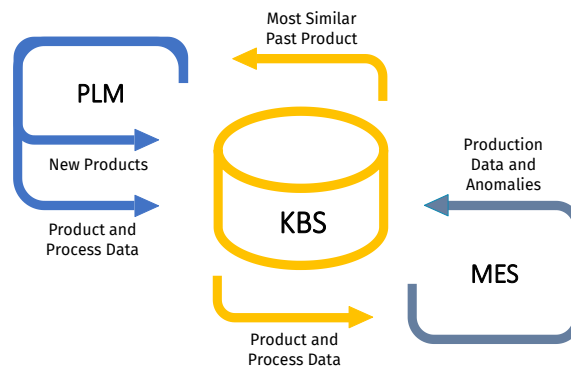 Most Similar
Past Product
PLM
New Products
Product and
Process Data
KBS
Production
Data and
Anomalies
MES
Product and
Process Data